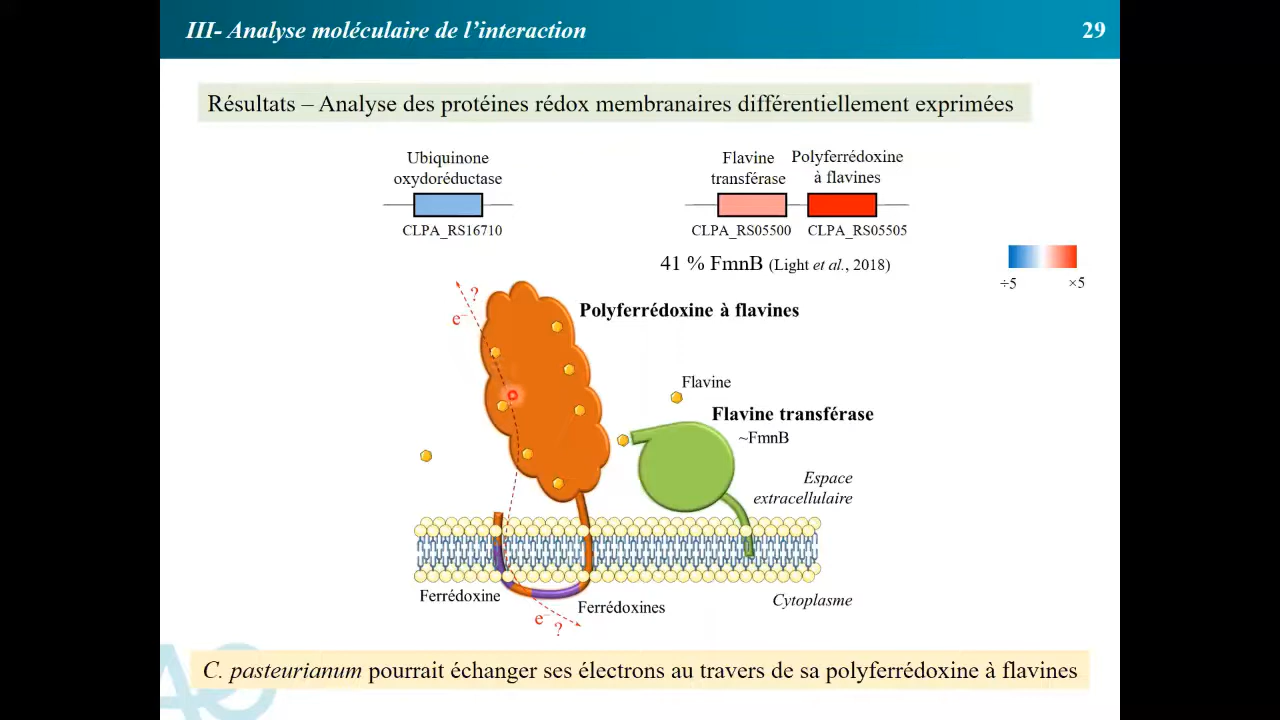 III- Analyse moléculaire de l’interaction
29
Résultats – Analyse des protéines rédox membranaires différentiellement exprimées
Ubiquinone
oxydoréductase
CLPA_RS16710
Flavine
transférase
Polyferrédoxine
à flavines
CLPA_RS05500
CLPA_RS05505
41 % FmnB (Light et al., 2018)
÷5
×5
?
e⁻
Polyferrédoxine à flavines
Flavine
Flavine transférase
~FmnB
Espace
extracellulaire
Ferrédoxine
Ferrédoxines
Cytoplasme
e⁻
?
C. pasteurianum pourrait échanger ses électrons au travers de sa polyferrédoxine à flavines